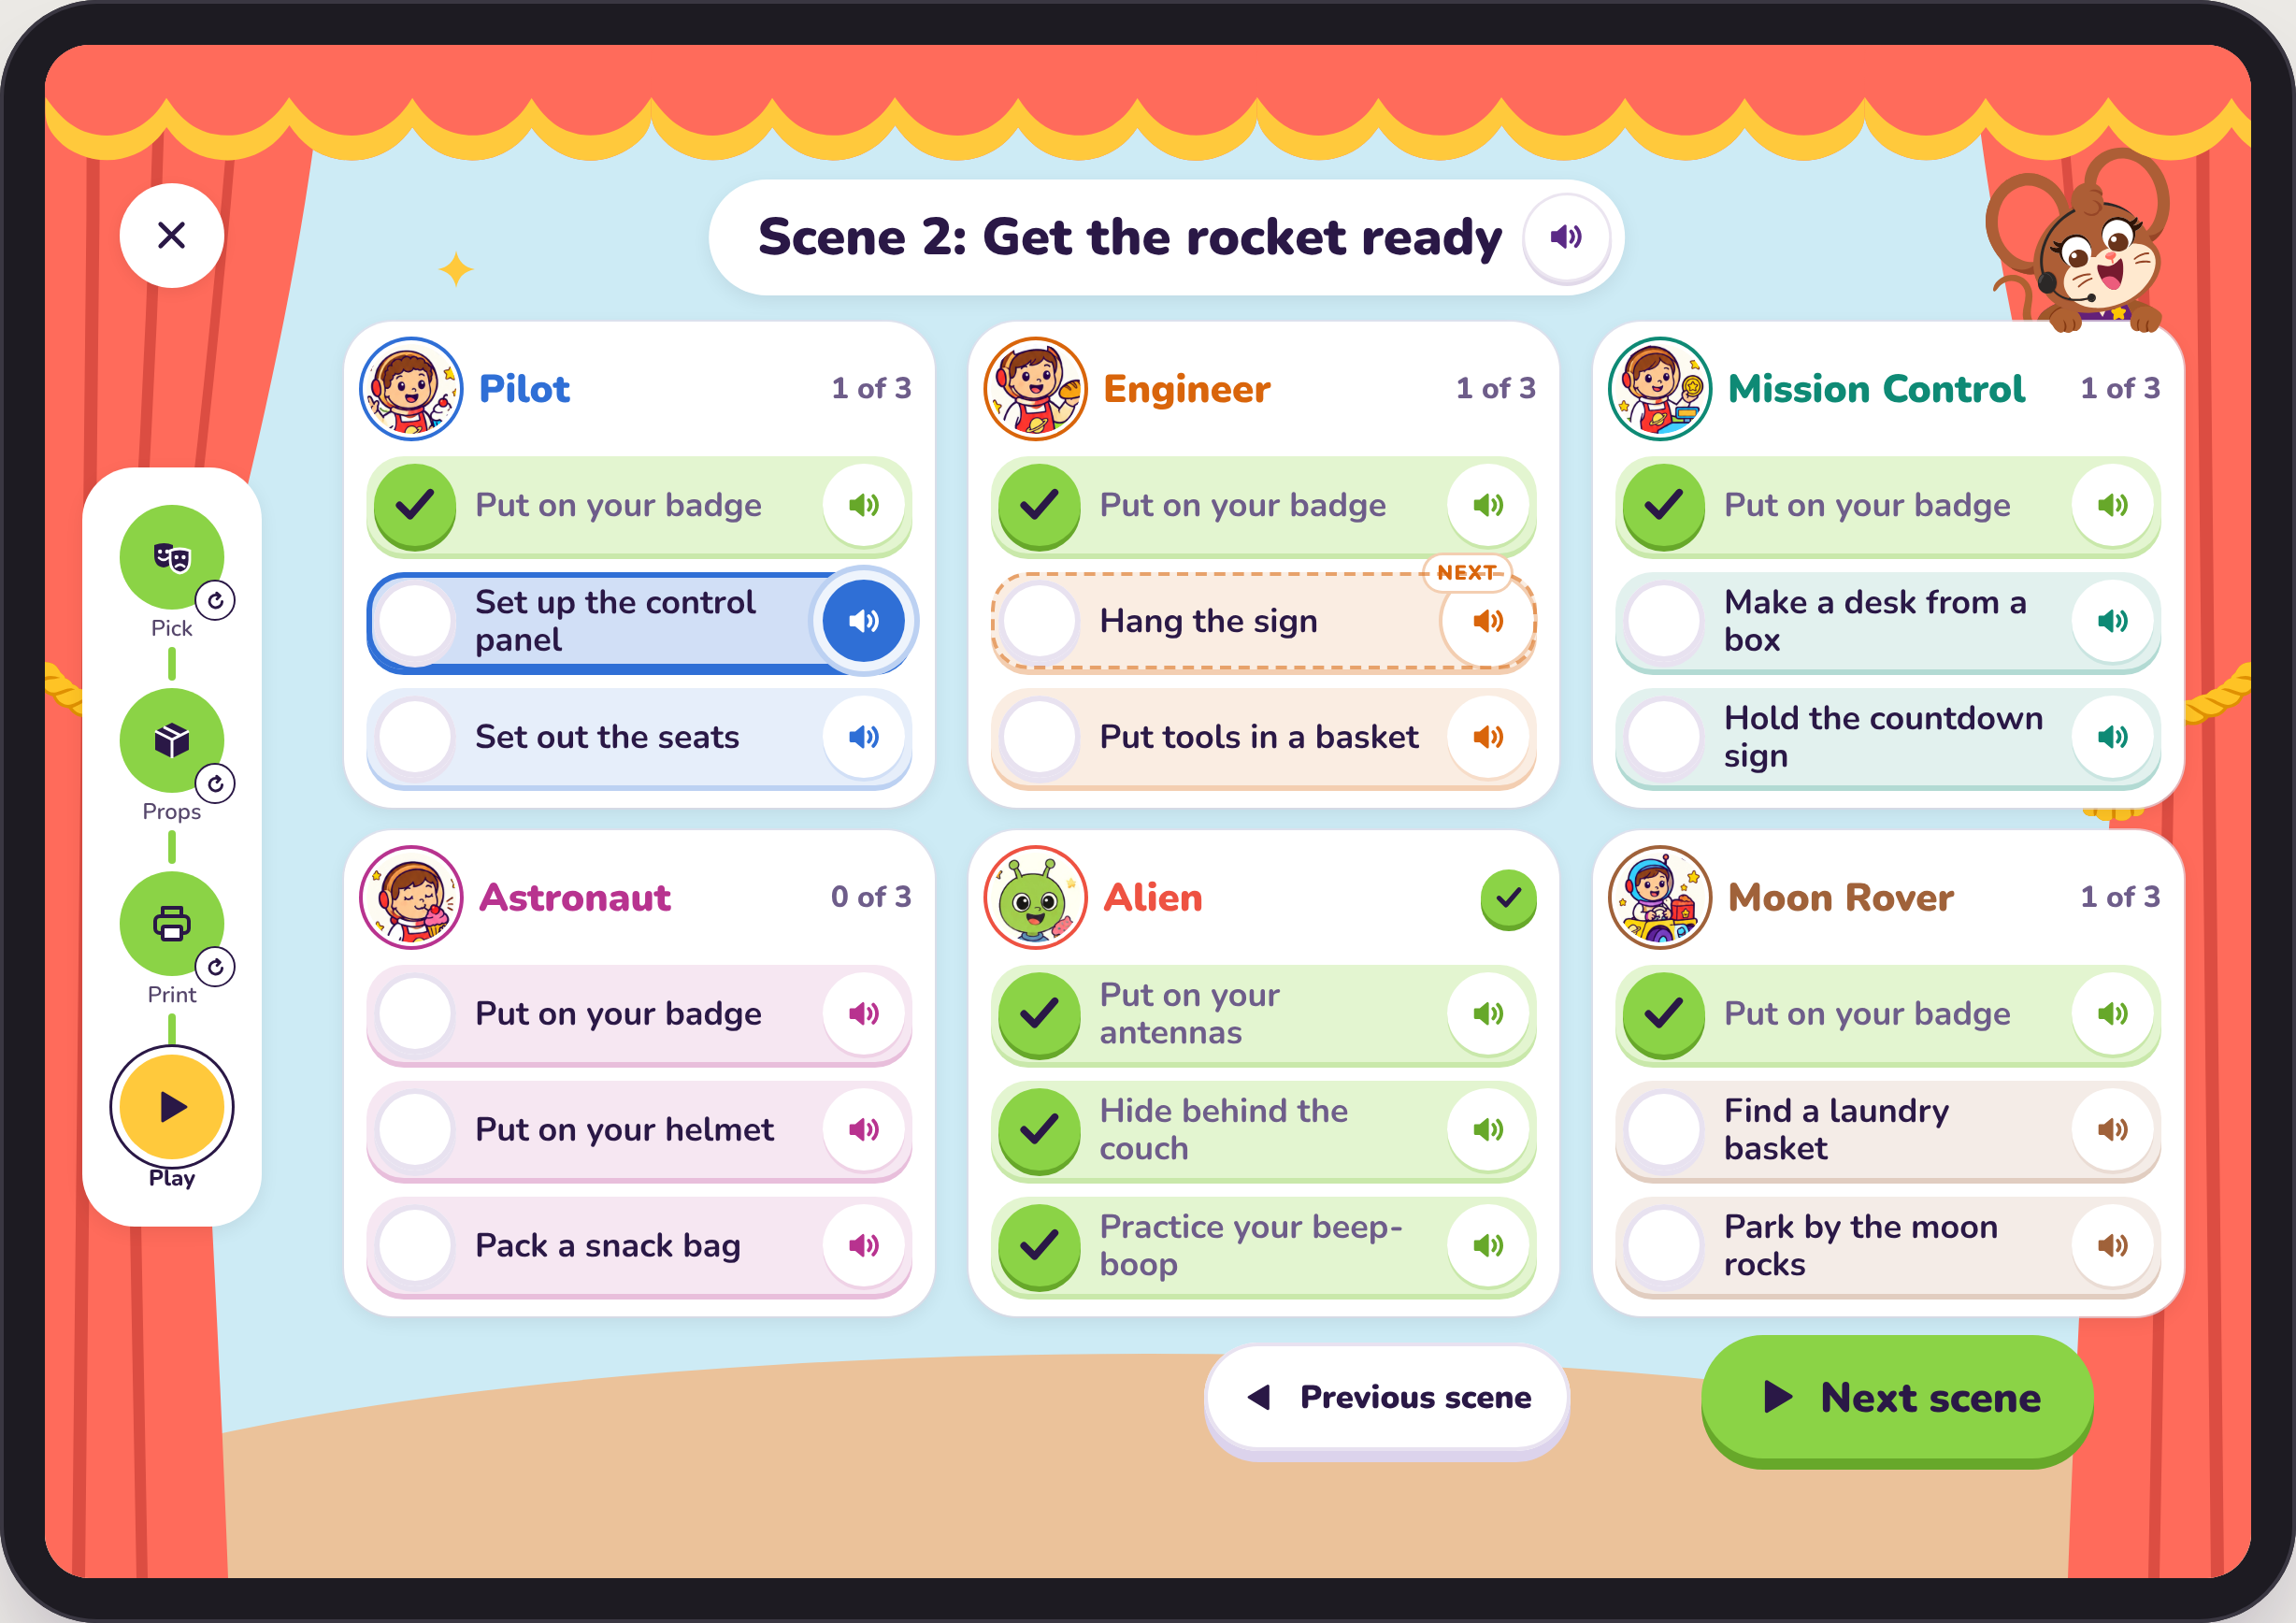 Scene 2: Get the rocket ready
Pick
Props
Print
Play
Pilot
1 of 3
Put on your badge
Set up the control
panel
Set out the seats
Engineer
1 of 3
Put on your badge
NEXT
Hang the sign
Put tools in a basket
Mission Control
1 of 3
Put on your badge
Make a desk from a
box
Hold the countdown
sign
Astronaut
0 of 3
Put on your badge
Put on your helmet
Pack a snack bag
Alien
Put on your
antennas
Hide behind the
couch
Practice your beep-
boop
Moon Rover
1 of 3
Put on your badge
Find a laundry
basket
Park by the moon
rocks
Previous scene
Next scene